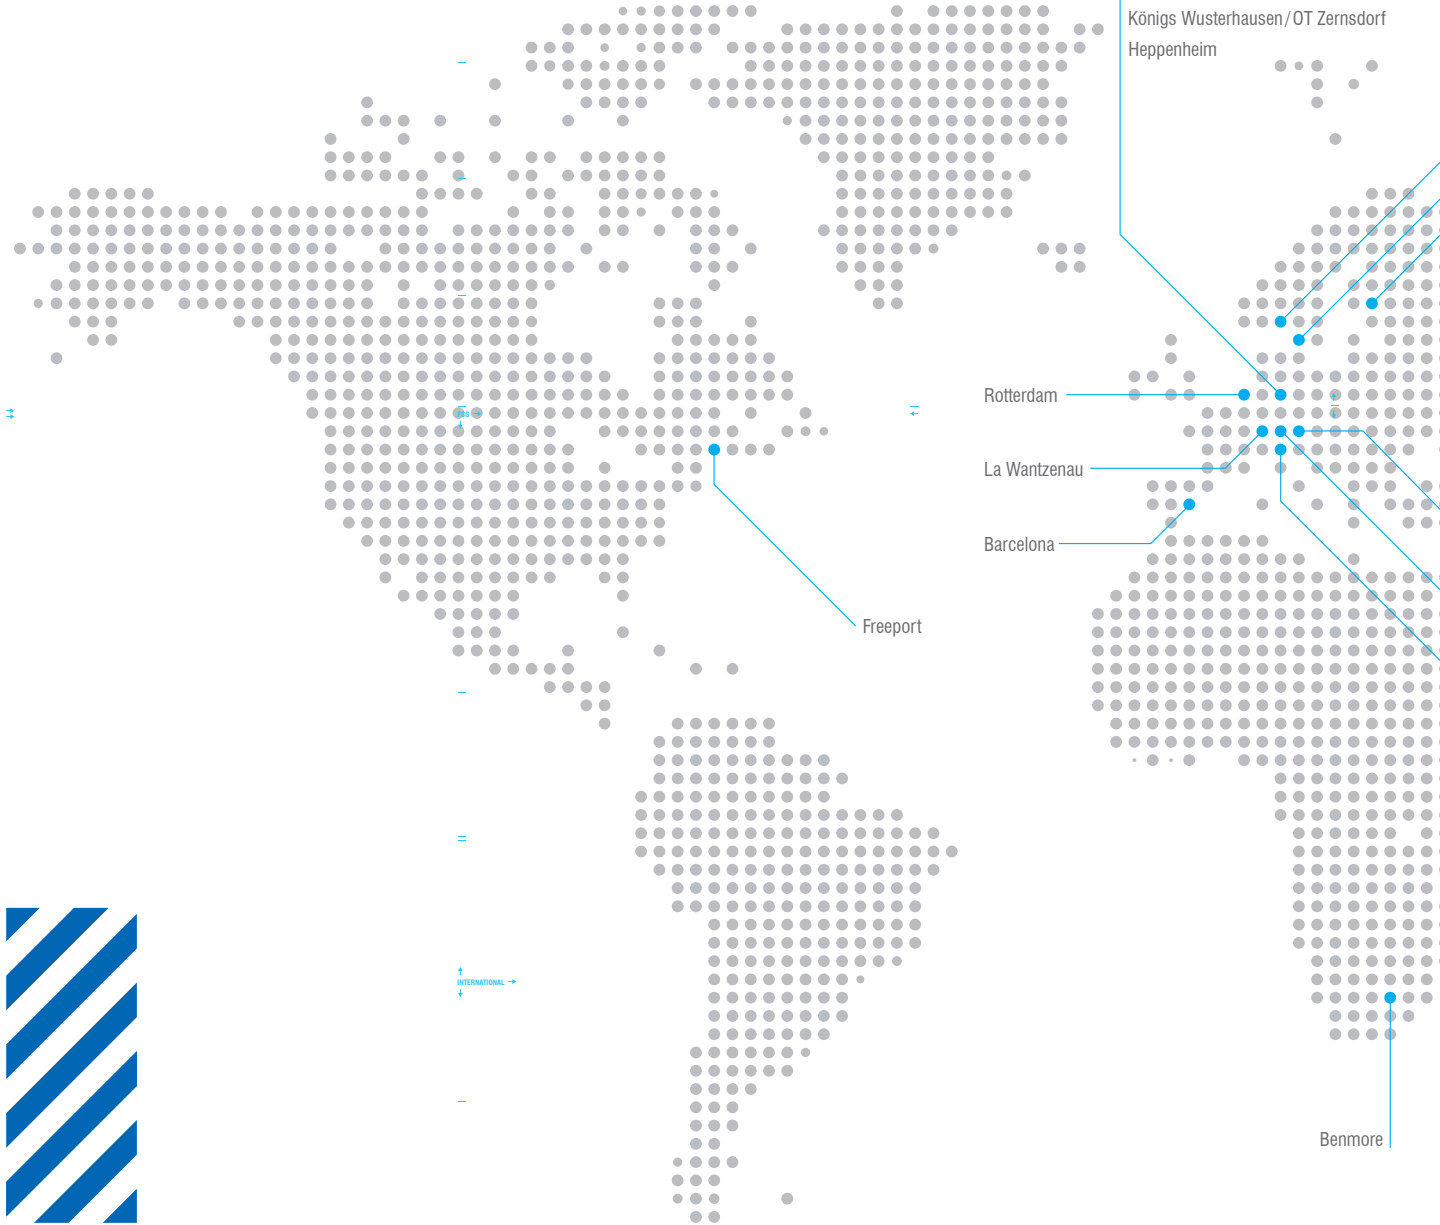 Königs Wusterhausen/OT Zernsdorf
Heppenheim
Rotterdam
La Wantzenau
Barcelona
Freeport
INTERNATIONAL
Benmore